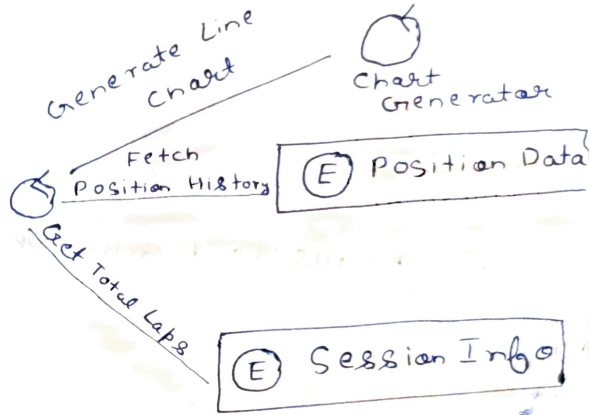 Generate Line
Chart
Chart
Generator
Fetch
Position History
E Position Data
Get Total Laps
E Session Info